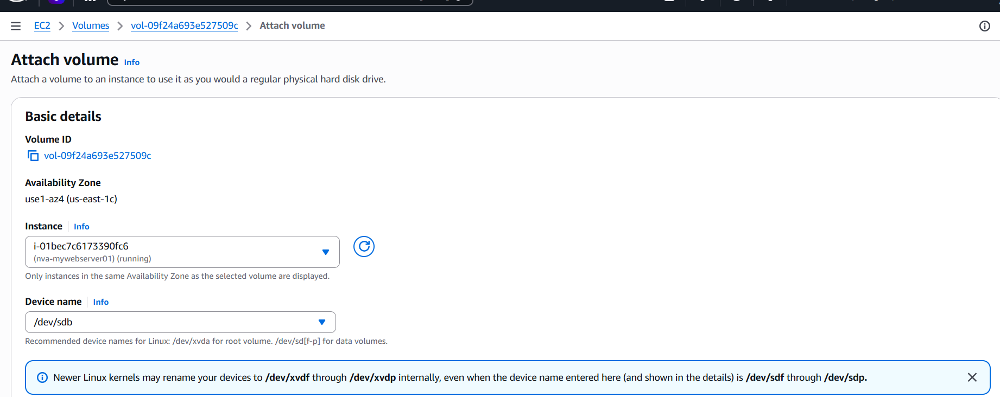 EC2 > Volumes > vol-09f24a693e527509c > Attach volume
Attach volume Info
Attach a volume to an instance to use it as you would a regular physical hard disk drive.
Basic details
Volume ID
vol-09f24a693e527509c
Availability Zone
use1-az4 (us-east-1c)
Instance | Info
i-01bec7c6173390fc6
(nva-mywebserver01) (running)
Only instances in the same Availability Zone as the selected volume are displayed.
Device name | Info
/dev/sdb
Recommended device names for Linux: /dev/xvda for root volume. /dev/sd[f-p] for data volumes.
Newer Linux kernels may rename your devices to /dev/xvdf through /dev/xvdp internally, even when the device name entered here (and shown in the details) is /dev/sdf through /dev/sdp.